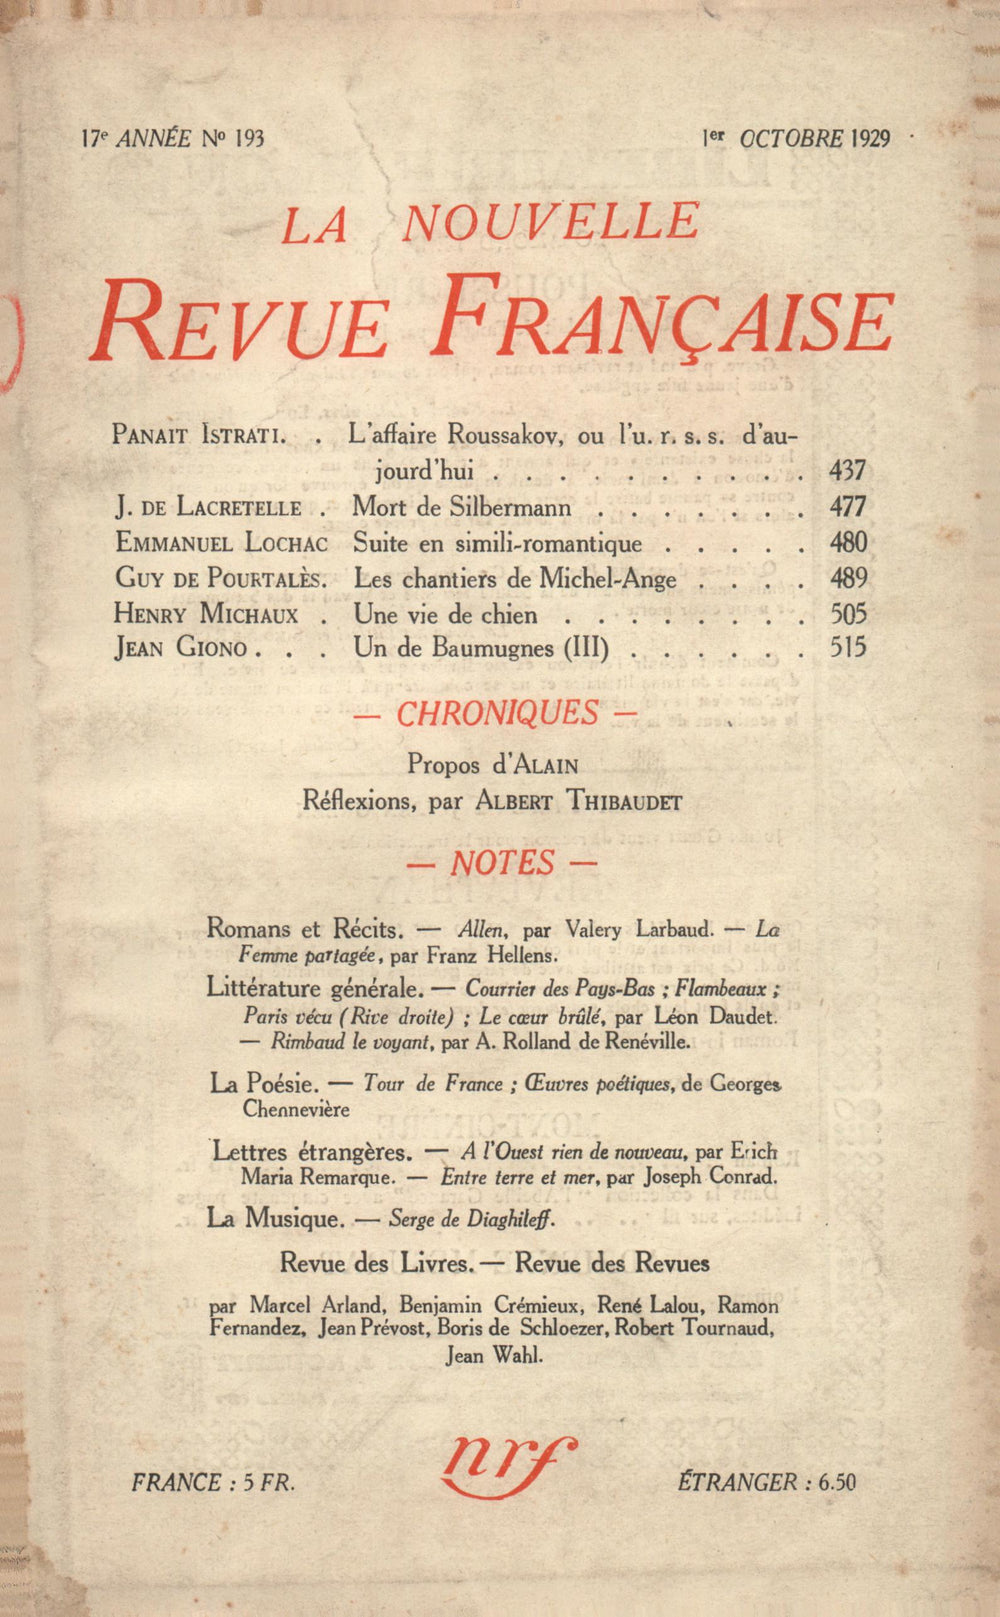 17e ANNÉE No 193 1er OCTOBRE 1929
LA NOUVELLE
REVUE FRANÇAISE
PANAIT ISTRATI. . L'affaire Roussakov, ou l'u. r. s. s. d'au-
jourd'hui . . . . . . . . . . 437
J. DE LACRETELLE . Mort de Silbermann . . . . . . . 477
EMMANUEL LOCHAC Suite en simili-romantique . . . . . 480
GUY DE POURTALÈS. Les chantiers de Michel-Ange . . . . 489
HENRY MICHAUX . Une vie de chien . . . . . . . . 505
JEAN GIONO . . . Un de Baumugnes (III) . . . . . . 515
— CHRONIQUES —
Propos d'ALAIN
Réflexions, par ALBERT THIBAUDET
— NOTES —
Romans et Récits. — Allen, par Valery Larbaud. — La
Femme partagée, par Franz Hellens.
Littérature générale. — Courrier des Pays-Bas ; Flambeaux ;
Paris vécu (Rive droite) ; Le cœur brûlé, par Léon Daudet.
— Rimbaud le voyant, par A. Rolland de Renéville.
La Poésie. — Tour de France ; Œuvres poétiques, de Georges
Chennevière
Lettres étrangères. — A l'Ouest rien de nouveau, par Erich
Maria Remarque. — Entre terre et mer, par Joseph Conrad.
La Musique. — Serge de Diaghileff.
Revue des Livres. — Revue des Revues
par Marcel Arland, Benjamin Crémieux, René Lalou, Ramon
Fernandez, Jean Prévost, Boris de Schloezer, Robert Tournaud,
Jean Wahl.
nrf
FRANCE : 5 FR. ÉTRANGER : 6.50